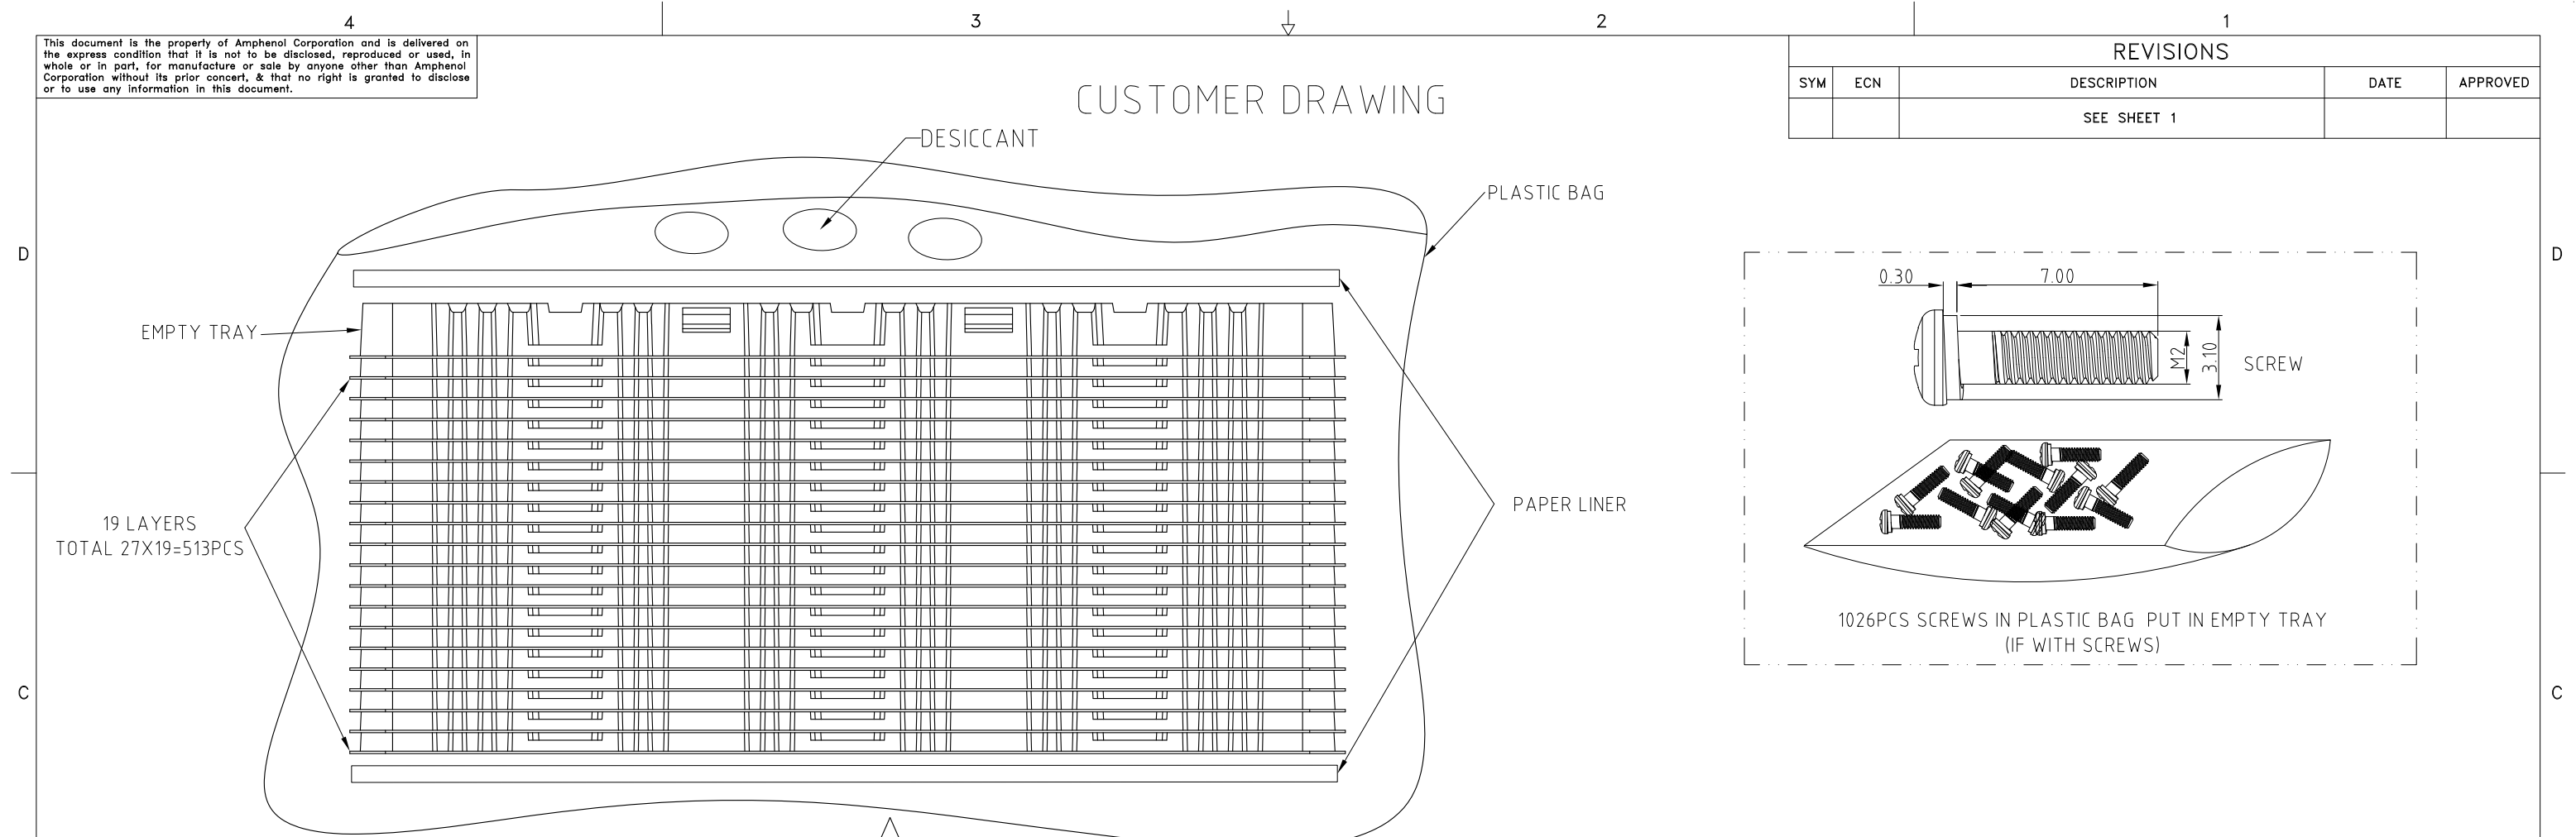 4
3
2
1
This document is the property of Amphenol Corporation and is delivered on
the express condition that it is not to be disclosed, reproduced or used, in
whole or in part, for manufacture or sale by anyone other than Amphenol
Corporation without its prior concert, & that no right is granted to disclose
or to use any information in this document.
CUSTOMER DRAWING
REVISIONS
SYM ECN DESCRIPTION DATE APPROVED
SEE SHEET 1
DESICCANT
PLASTIC BAG
D
D
EMPTY TRAY
0.30
7.00
M2
3.10
SCREW
19 LAYERS
TOTAL 27X19=513PCS
PAPER LINER
1026PCS SCREWS IN PLASTIC BAG PUT IN EMPTY TRAY
(IF WITH SCREWS)
C
C